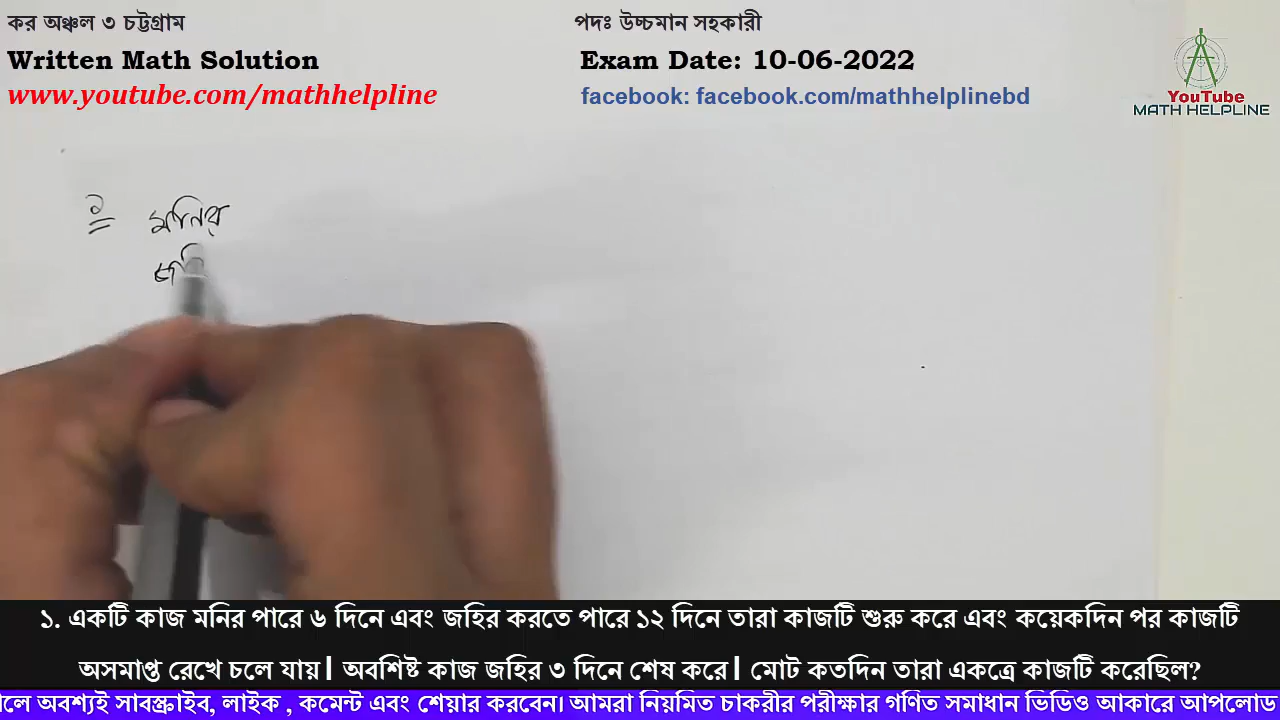 কর অঞ্চল ৩ চট্টগ্রাম
পদঃ উচ্চমান সহকারী
Written Math Solution
Exam Date: 10-06-2022
www.youtube.com/mathhelpline
facebook: facebook.com/mathhelplinebd
YouTube
MATH HELPLINE
১
মনির
১. একটি কাজ মনির পারে ৬ দিনে এবং জহির করতে পারে ১২ দিনে তারা কাজটি শুরু করে এবং কয়েকদিন পর কাজটি
অসমাপ্ত রেখে চলে যায়| অবশিষ্ট কাজ জহির ৩ দিনে শেষ করে| মোট কতদিন তারা একত্রে কাজটি করেছিল?
লে অবশ্যই সাবস্ক্রাইব, লাইক , কমেন্ট এবং শেয়ার করবেন। আমরা নিয়মিত চাকরীর পরীক্ষার গণিত সমাধান ভিডিও আকারে আপলোড